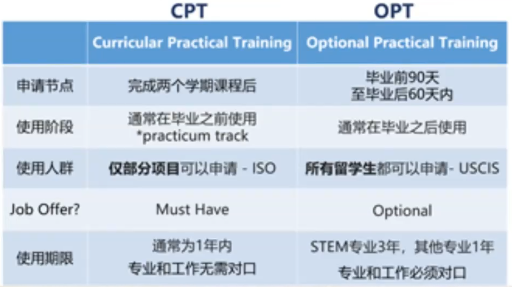 CPT OPT
Curricular Practical Training Optional Practical Training
申请节点 完成两个学期课程后 毕业前90天
至毕业后60天内
使用阶段 通常在毕业之前使用 通常在毕业之后使用
*practicum track
使用人群 仅部分项目可以申请 - ISO 所有留学生都可以申请- USCIS
Job Offer? Must Have Optional
使用期限 通常为1年内 STEM专业3年，其他专业1年
专业和工作无需对口 专业和工作必须对口